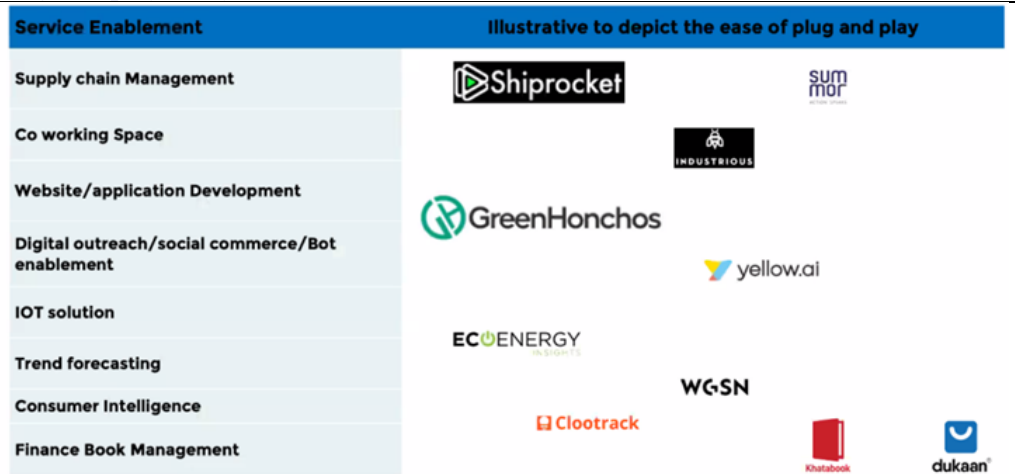 Service Enablement
Illustrative to depict the ease of plug and play
Supply chain Management
Shiprocket
SUM
MOR
Co working Space
INDUSTRIOUS
Website/application Development
GreenHonchos
Digital outreach/social commerce/Bot
enablement
yellow.ai
IOT solution
ECOENERGY
INSIGHTS
Trend forecasting
WGSN
Consumer Intelligence
Clootrack
Finance Book Management
Khatabook
dukaan